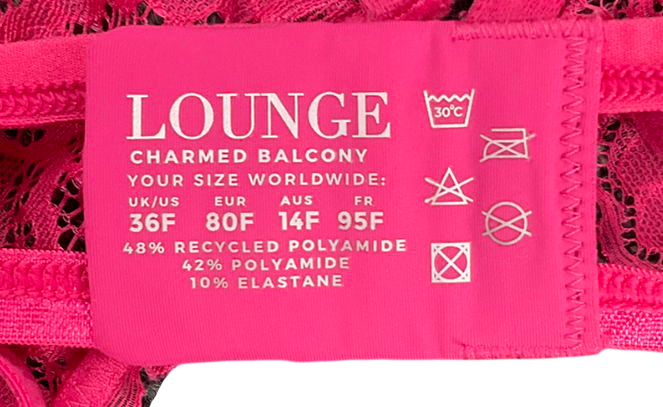 LOUNGE
CHARMED BALCONY
YOUR SIZE WORLDWIDE:
UK/US EUR AUS FR
36F 80F 14F 95F
48% RECYCLED POLYAMIDE
42% POLYAMIDE
10% ELASTANE
30°C